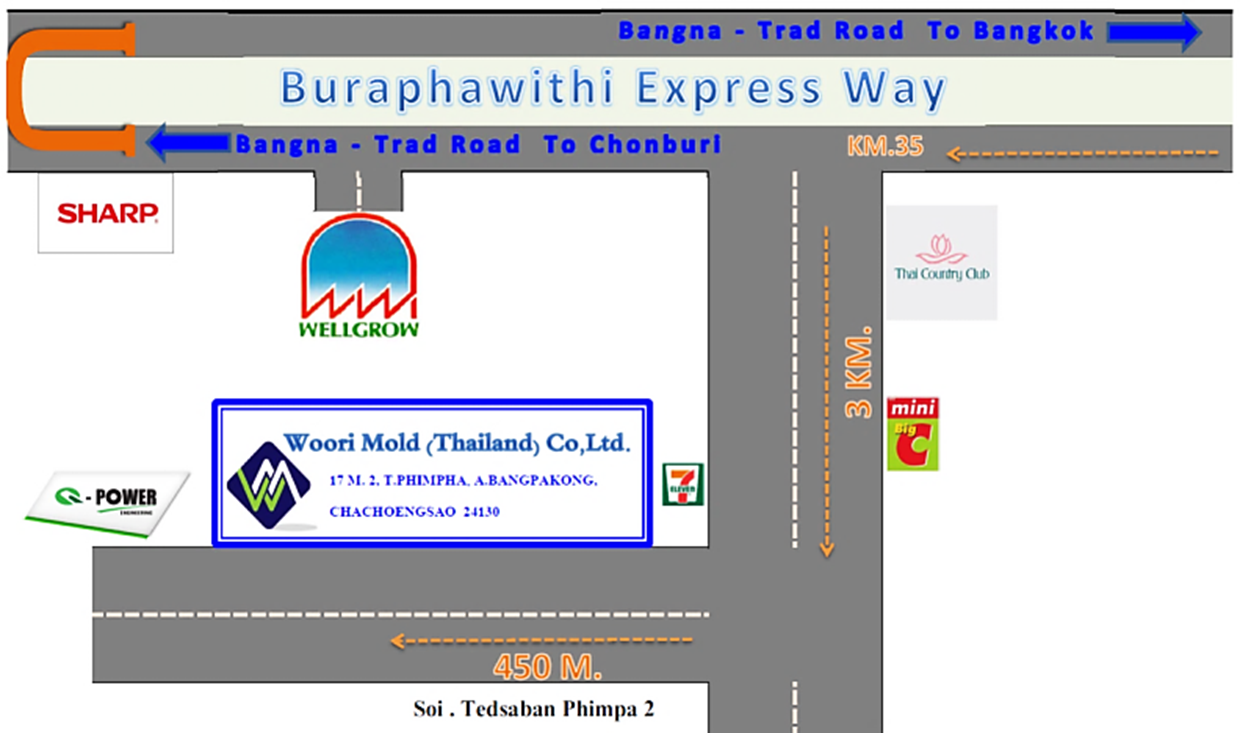 Bangna - Trad Road To Bangkok
Buraphawithi Express Way
Bangna - Trad Road To Chonburi
KM.35
SHARP
WELLGROW
Thai Country Club
3 KM.
mini
Big
C
Woori Mold (Thailand) Co,Ltd.
17 M. 2, T.PHIMPHA, A.BANGPAKONG,
CHACHOENGSAO 24130
Q - POWER
ENGINEERING
7
ELEVEN
450 M.
Soi . Tedsaban Phimpa 2